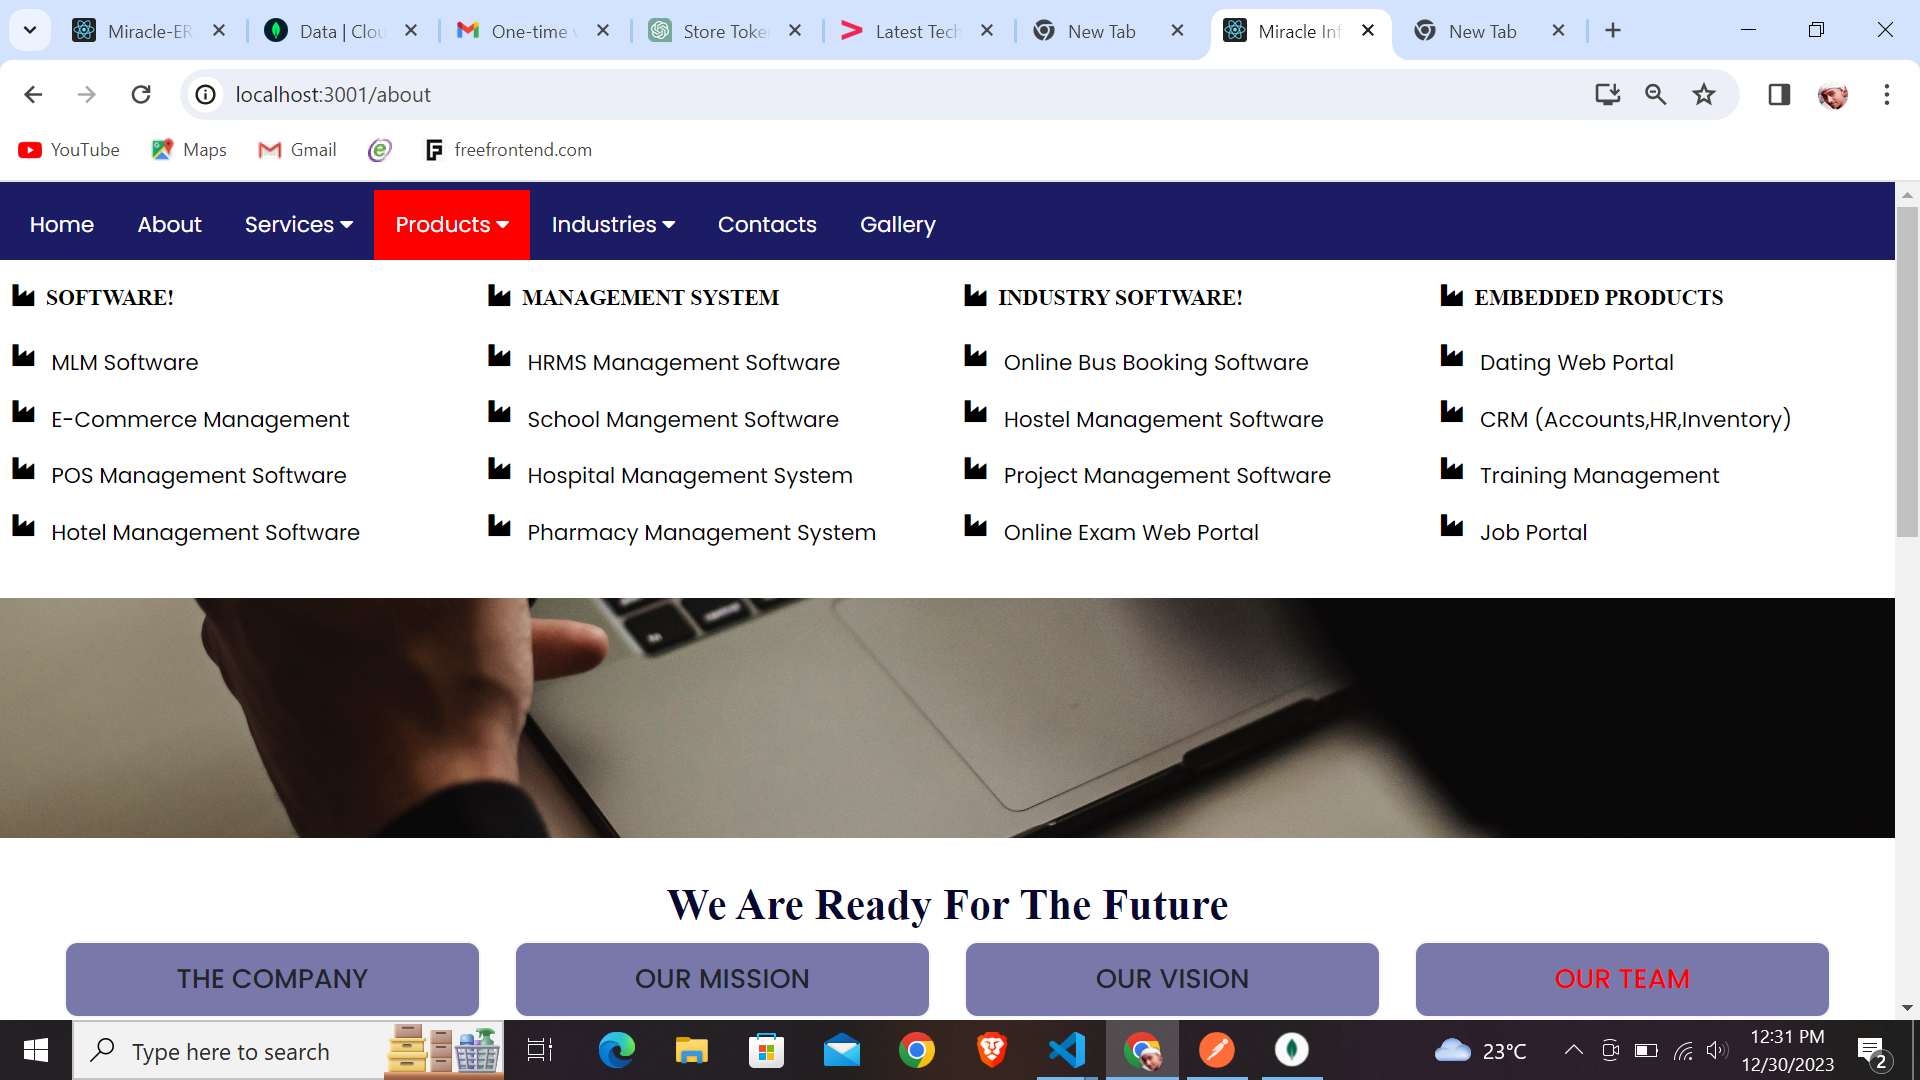 Miracle-ER
Data | Clou
One-time
Store Toke
Latest Tech
New Tab
Miracle Inf
New Tab
localhost:3001/about
YouTube
Maps
Gmail
freefrontend.com
Home
About
Services
Products
Industries
Contacts
Gallery
SOFTWARE!
MLM Software
E-Commerce Management
POS Management Software
Hotel Management Software
MANAGEMENT SYSTEM
HRMS Management Software
School Mangement Software
Hospital Management System
Pharmacy Management System
INDUSTRY SOFTWARE!
Online Bus Booking Software
Hostel Management Software
Project Management Software
Online Exam Web Portal
EMBEDDED PRODUCTS
Dating Web Portal
CRM (Accounts,HR,Inventory)
Training Management
Job Portal
We Are Ready For The Future
THE COMPANY
OUR MISSION
OUR VISION
OUR TEAM
Type here to search
23°C
12:31 PM
12/30/2023
2